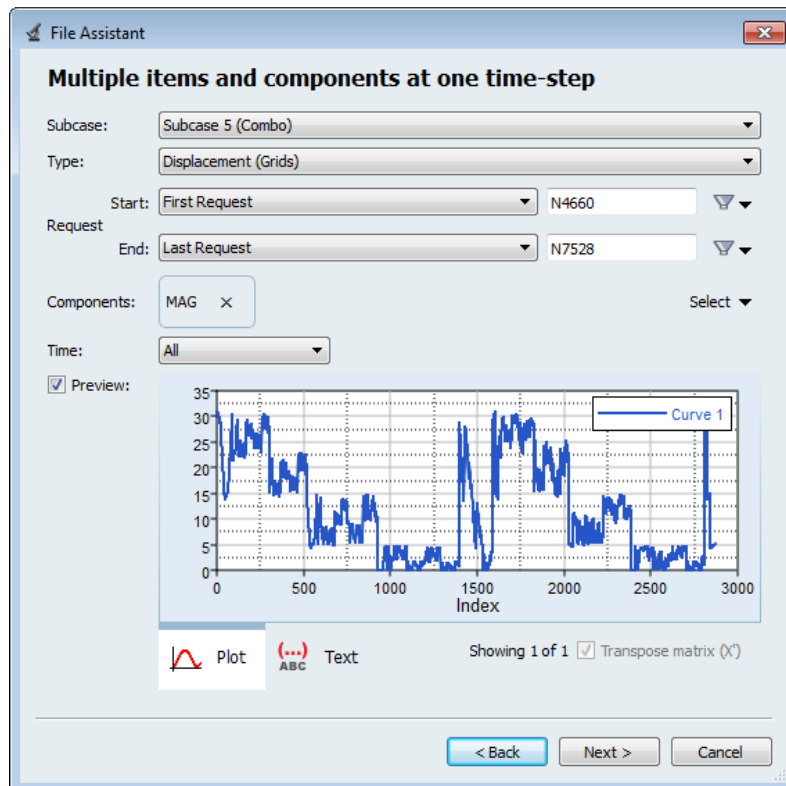 File Assistant
Multiple items and components at one time-step
Subcase: Subcase 5 (Combo)
Type: Displacement (Grids)
Start: First Request N4660
Request
End: Last Request N7528
Components: MAG × Select
Time: All
Preview:
35
30
25
20
15
10
5
0
Curve 1
0 500 1000 1500 2000 2500 3000
Index
Plot (...) ABC Text Showing 1 of 1 Transpose matrix (X')
< Back Next > Cancel